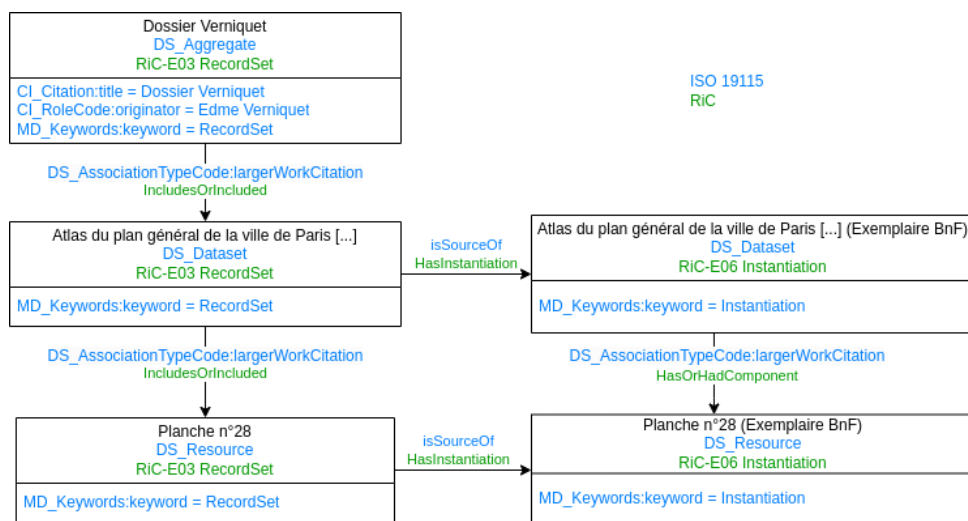 Dossier Verniquet
DS_Aggregate
RiC-E03 RecordSet
CI_Citation:title = Dossier Verniquet
CI_RoleCode:originator = Edme Verniquet
MD_Keywords:keyword = RecordSet
ISO 19115
RiC
DS_AssociationTypeCode:largerWorkCitation
IncludesOrIncluded
Atlas du plan général de la ville de Paris [...]
DS_Dataset
RiC-E03 RecordSet
MD_Keywords:keyword = RecordSet
isSourceOf
HasInstantiation
Atlas du plan général de la ville de Paris [...] (Exemplaire BnF)
DS_Dataset
RiC-E06 Instantiation
MD_Keywords:keyword = Instantiation
DS_AssociationTypeCode:largerWorkCitation
IncludesOrIncluded
DS_AssociationTypeCode:largerWorkCitation
HasOrHadComponent
Planche n°28
DS_Resource
RiC-E03 RecordSet
MD_Keywords:keyword = RecordSet
isSourceOf
HasInstantiation
Planche n°28 (Exemplaire BnF)
DS_Resource
RiC-E06 Instantiation
MD_Keywords:keyword = Instantiation